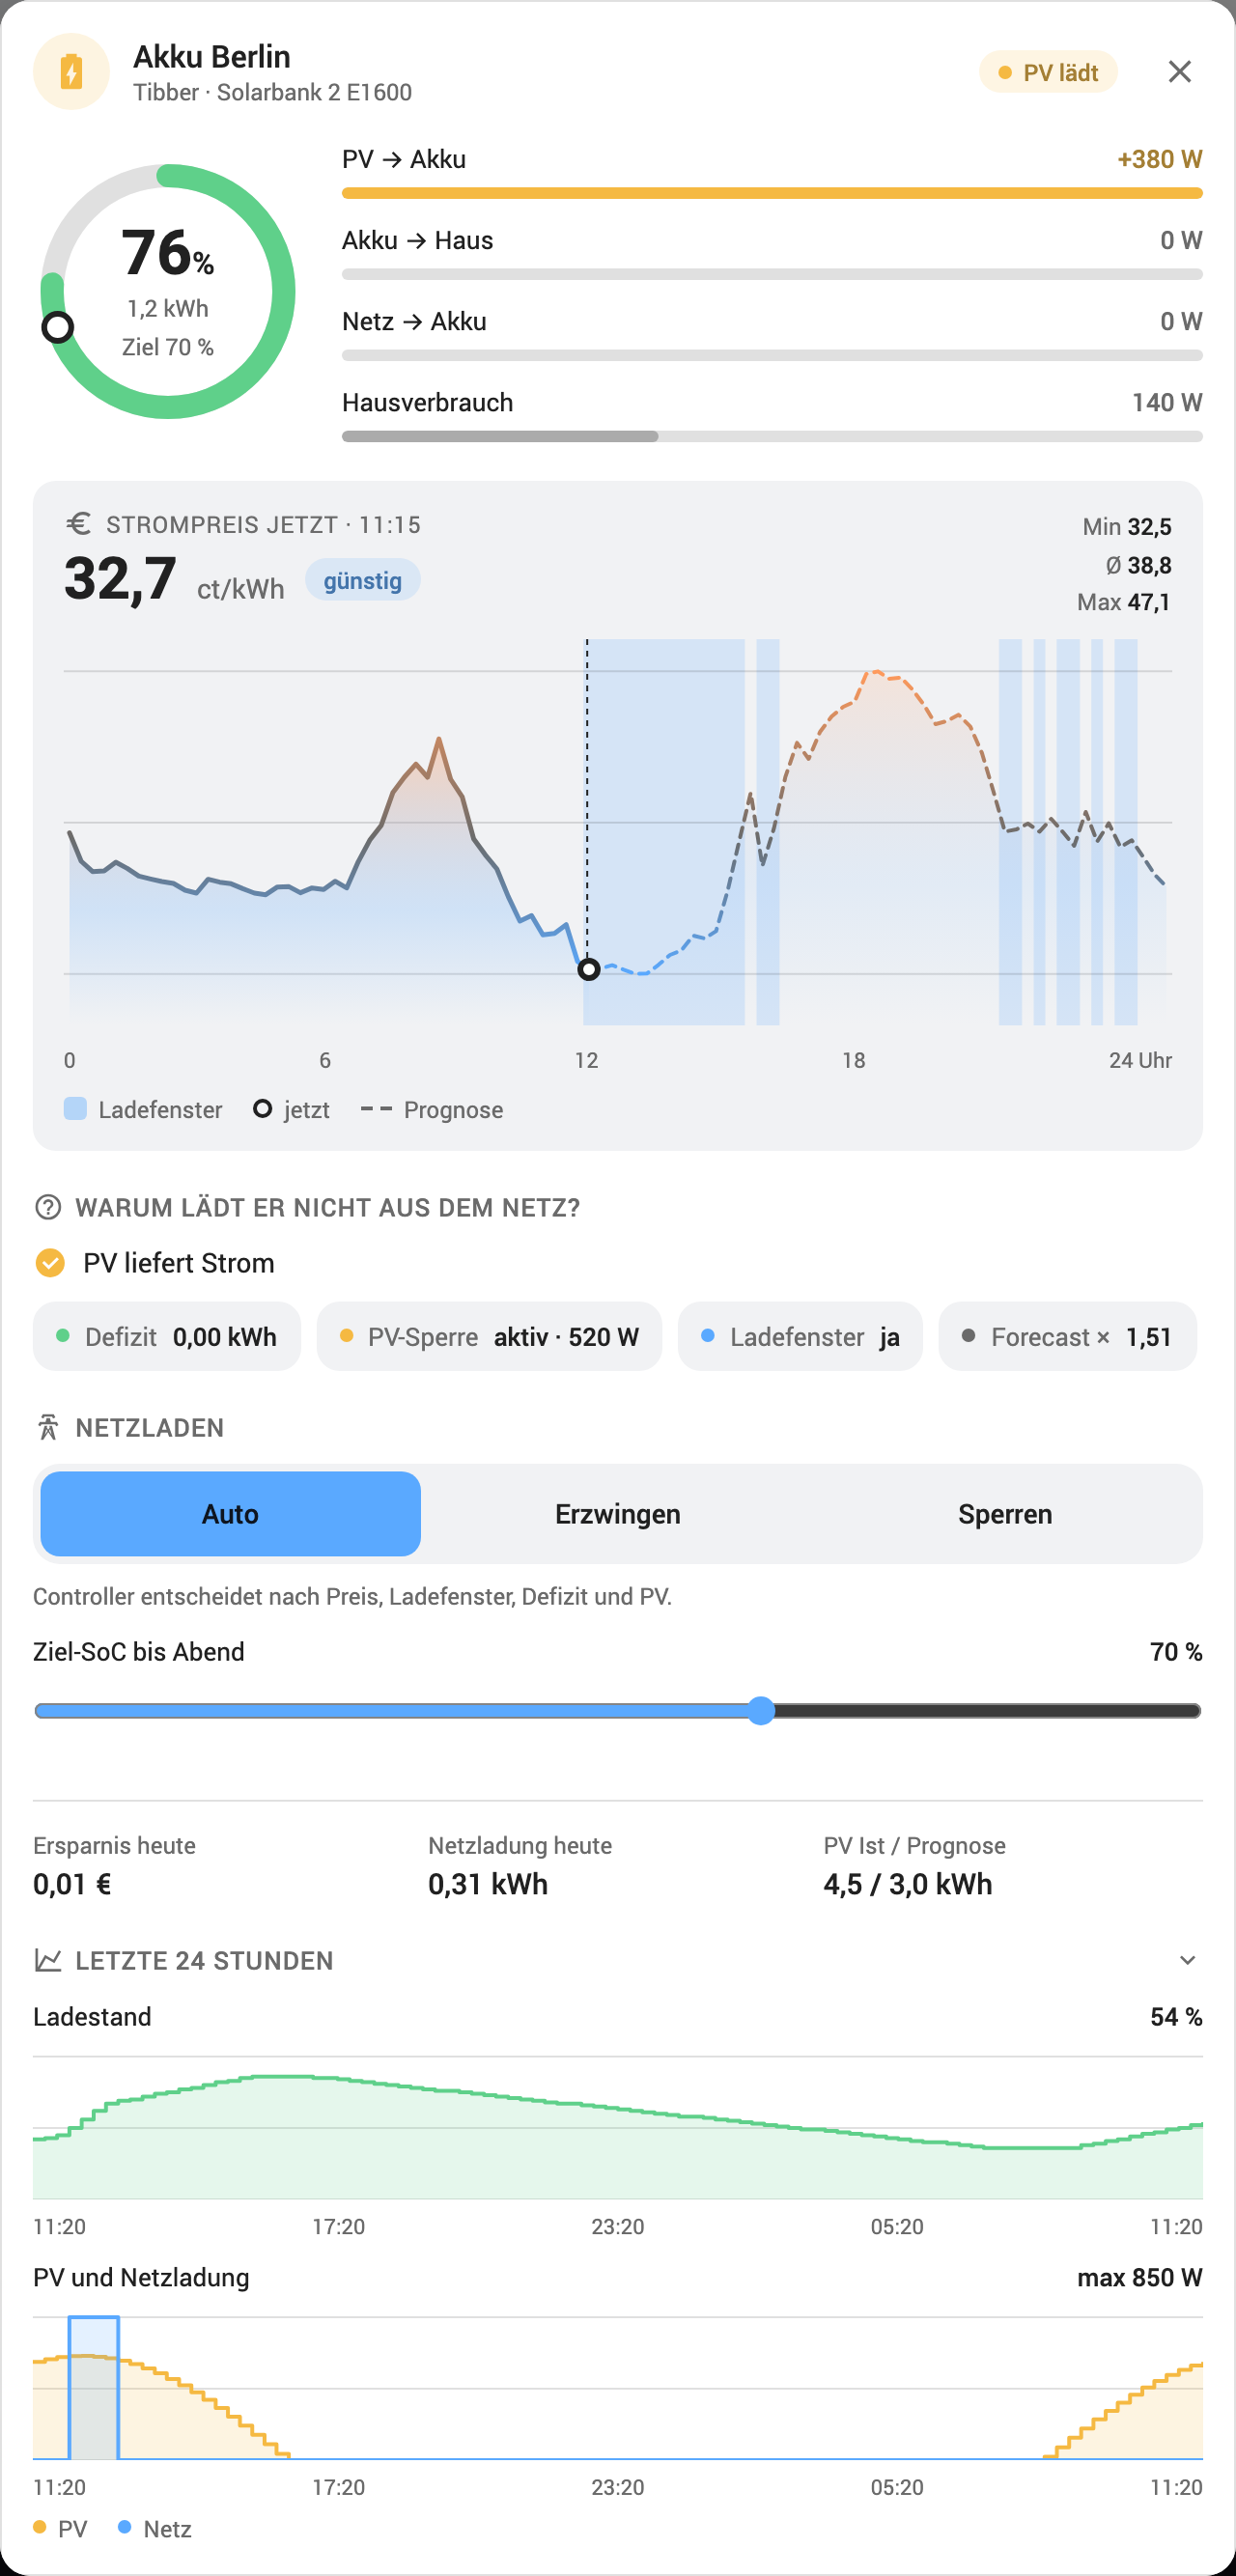 Akku Berlin
Tibber · Solarbank 2 E1600
PV lädt
76%
1,2 kWh
Ziel 70 %
PV → Akku +380 W
Akku → Haus 0 W
Netz → Akku 0 W
Hausverbrauch 140 W
STROMPREIS JETZT · 11:15
32,7 ct/kWh günstig
Min 32,5
Ø 38,8
Max 47,1
0 6 12 18 24 Uhr
Ladefenster jetzt Prognose
WARUM LÄDT ER NICHT AUS DEM NETZ?
PV liefert Strom
Defizit 0,00 kWh PV-Sperre aktiv · 520 W Ladefenster ja Forecast × 1,51
NETZLADEN
Auto Erzwingen Sperren
Controller entscheidet nach Preis, Ladefenster, Defizit und PV.
Ziel-SoC bis Abend 70 %
Ersparnis heute Netzladung heute PV Ist / Prognose
0,01 € 0,31 kWh 4,5 / 3,0 kWh
LETZTE 24 STUNDEN
Ladestand 54 %
11:20 17:20 23:20 05:20 11:20
PV und Netzladung max 850 W
11:20 17:20 23:20 05:20 11:20
PV Netz